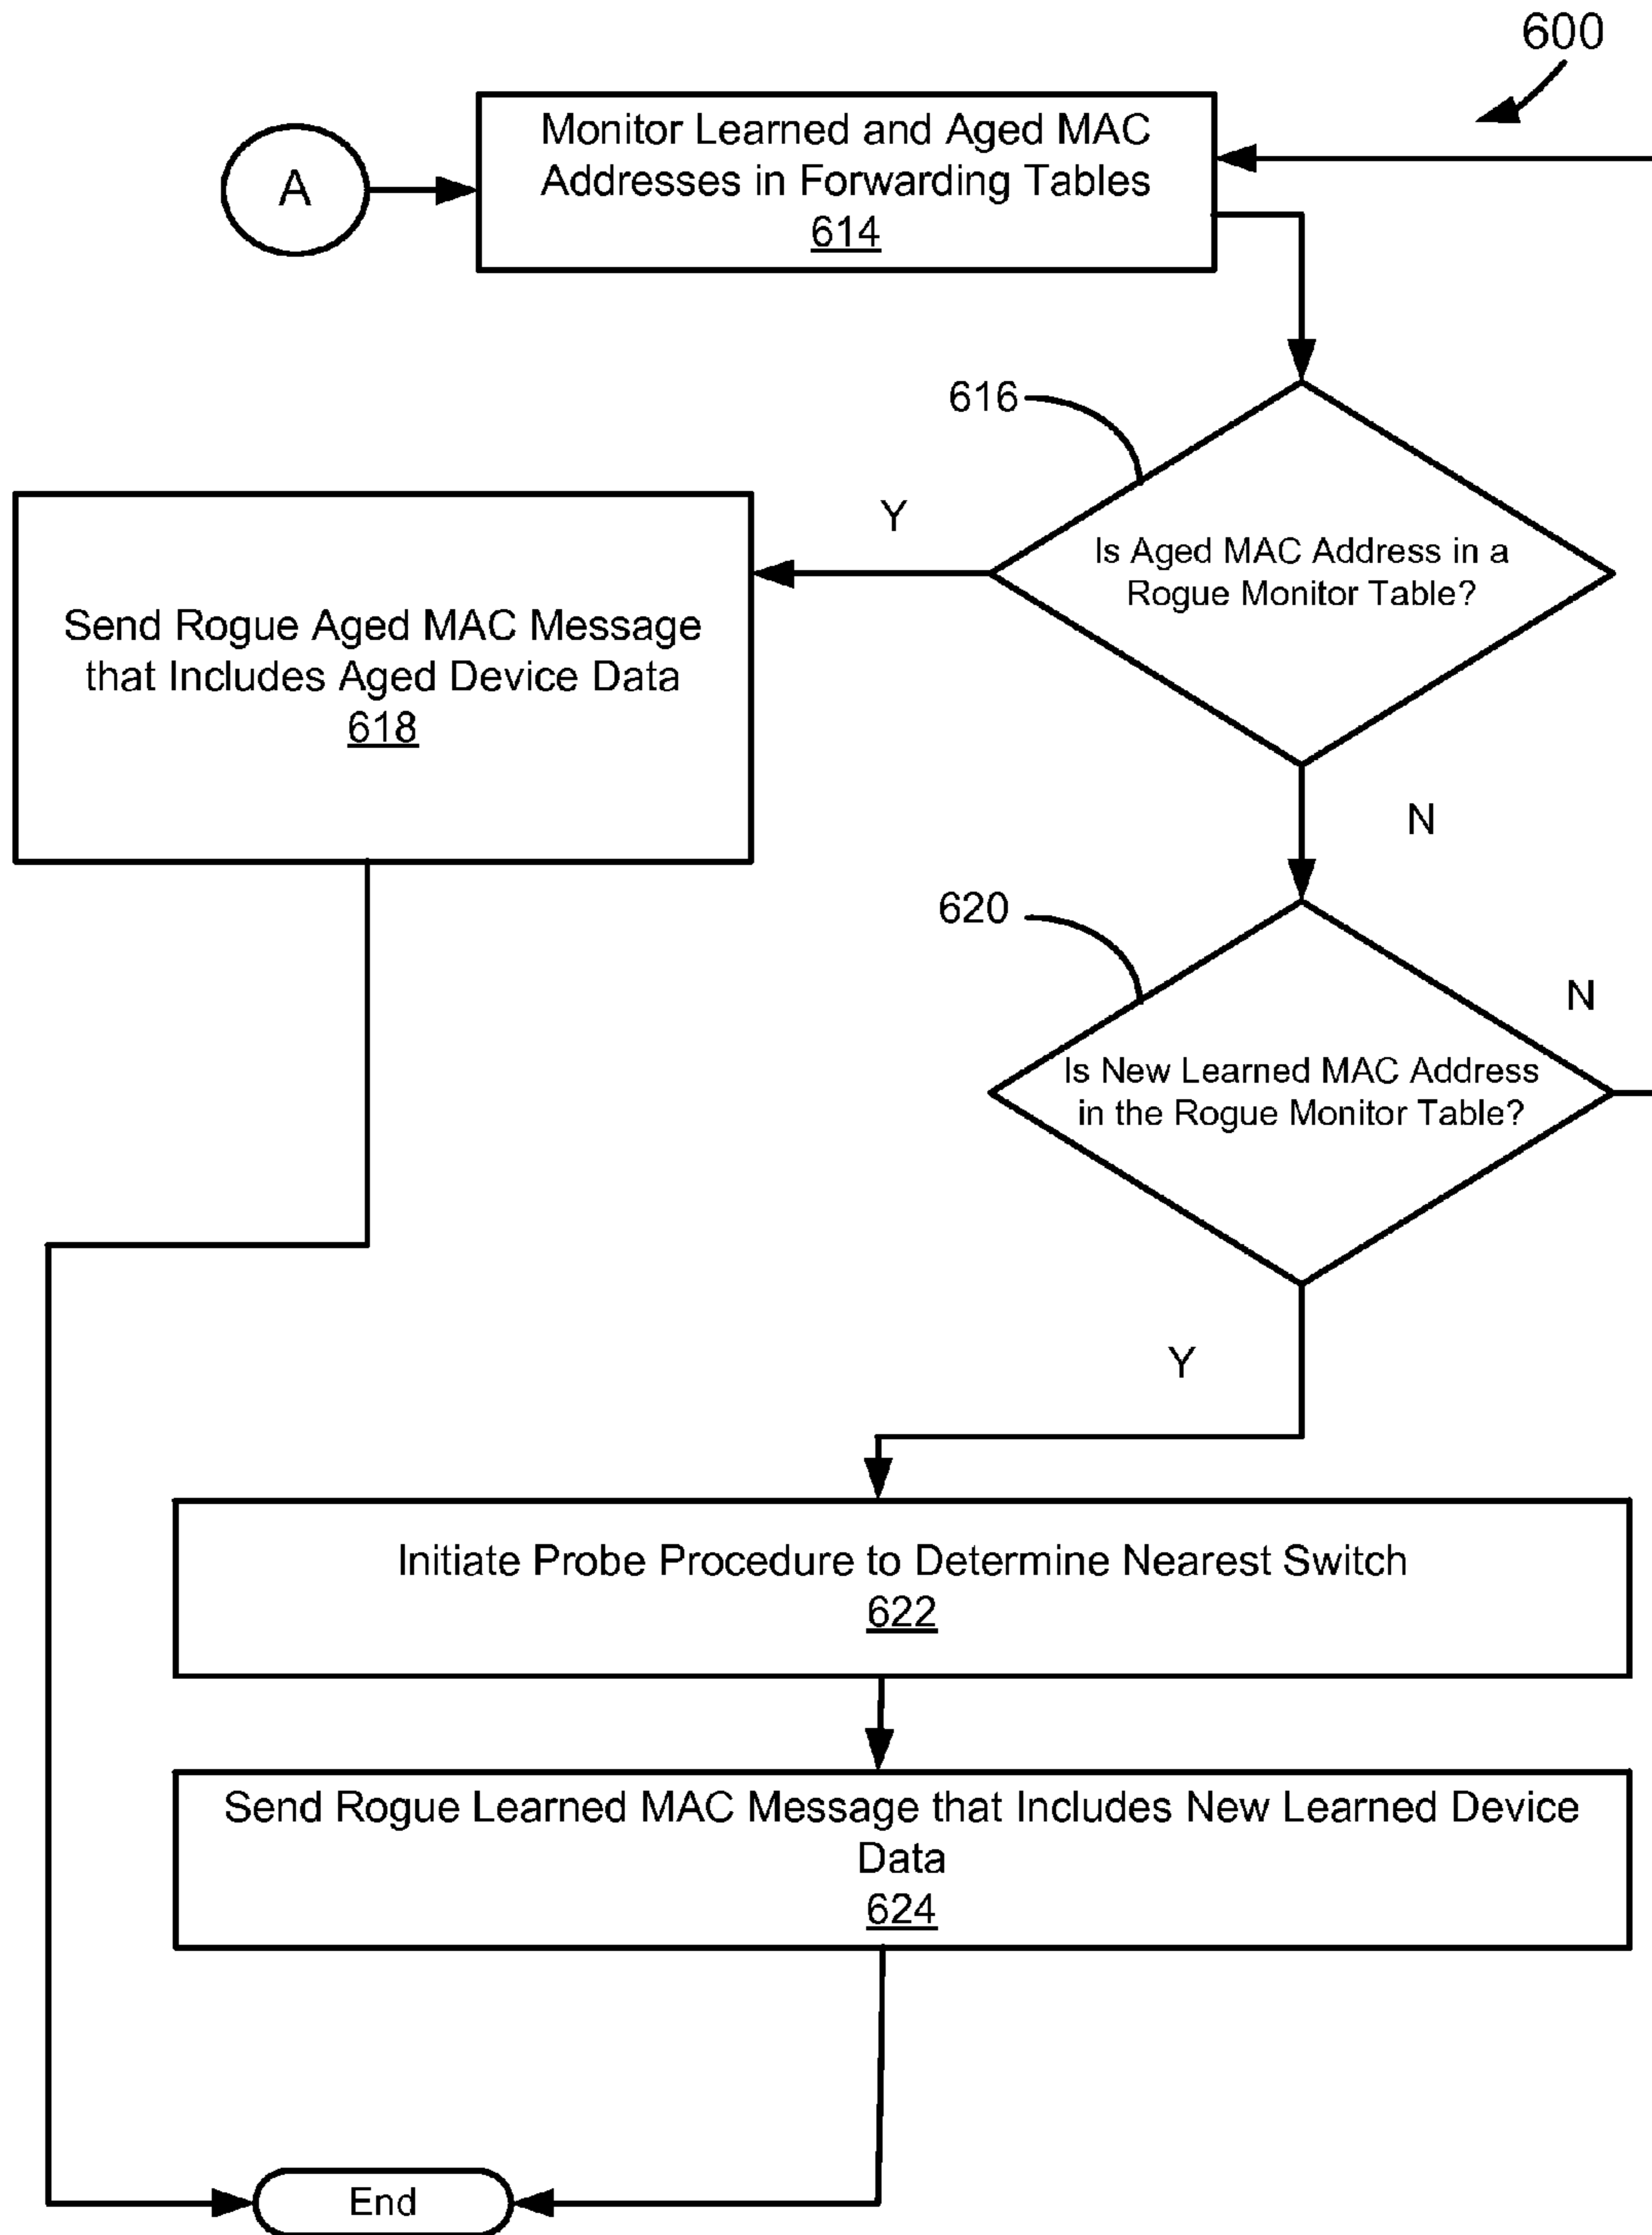 600
A
Monitor Learned and Aged MAC
Addresses in Forwarding Tables
614
616
Y
Is Aged MAC Address in a
Rogue Monitor Table?
Send Rogue Aged MAC Message
that Includes Aged Device Data
618
N
620
N
Is New Learned MAC Address
in the Rogue Monitor Table?
Y
Initiate Probe Procedure to Determine Nearest Switch
622
Send Rogue Learned MAC Message that Includes New Learned Device
Data
624
End